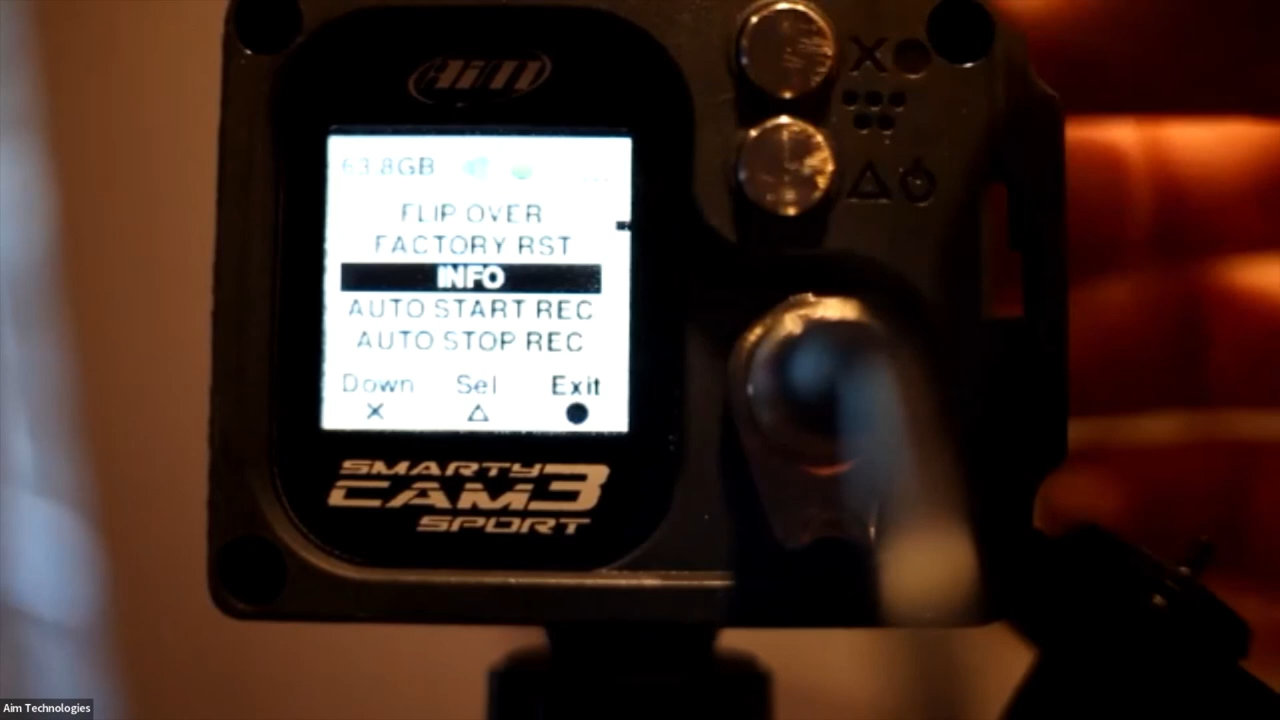 AiM
63.8GB
FLIP OVER
FACTORY RST
INFO
AUTO START REC
AUTO STOP REC
Down Sel Exit
SMARTY
CAM3
SPORT
Aim Technologies